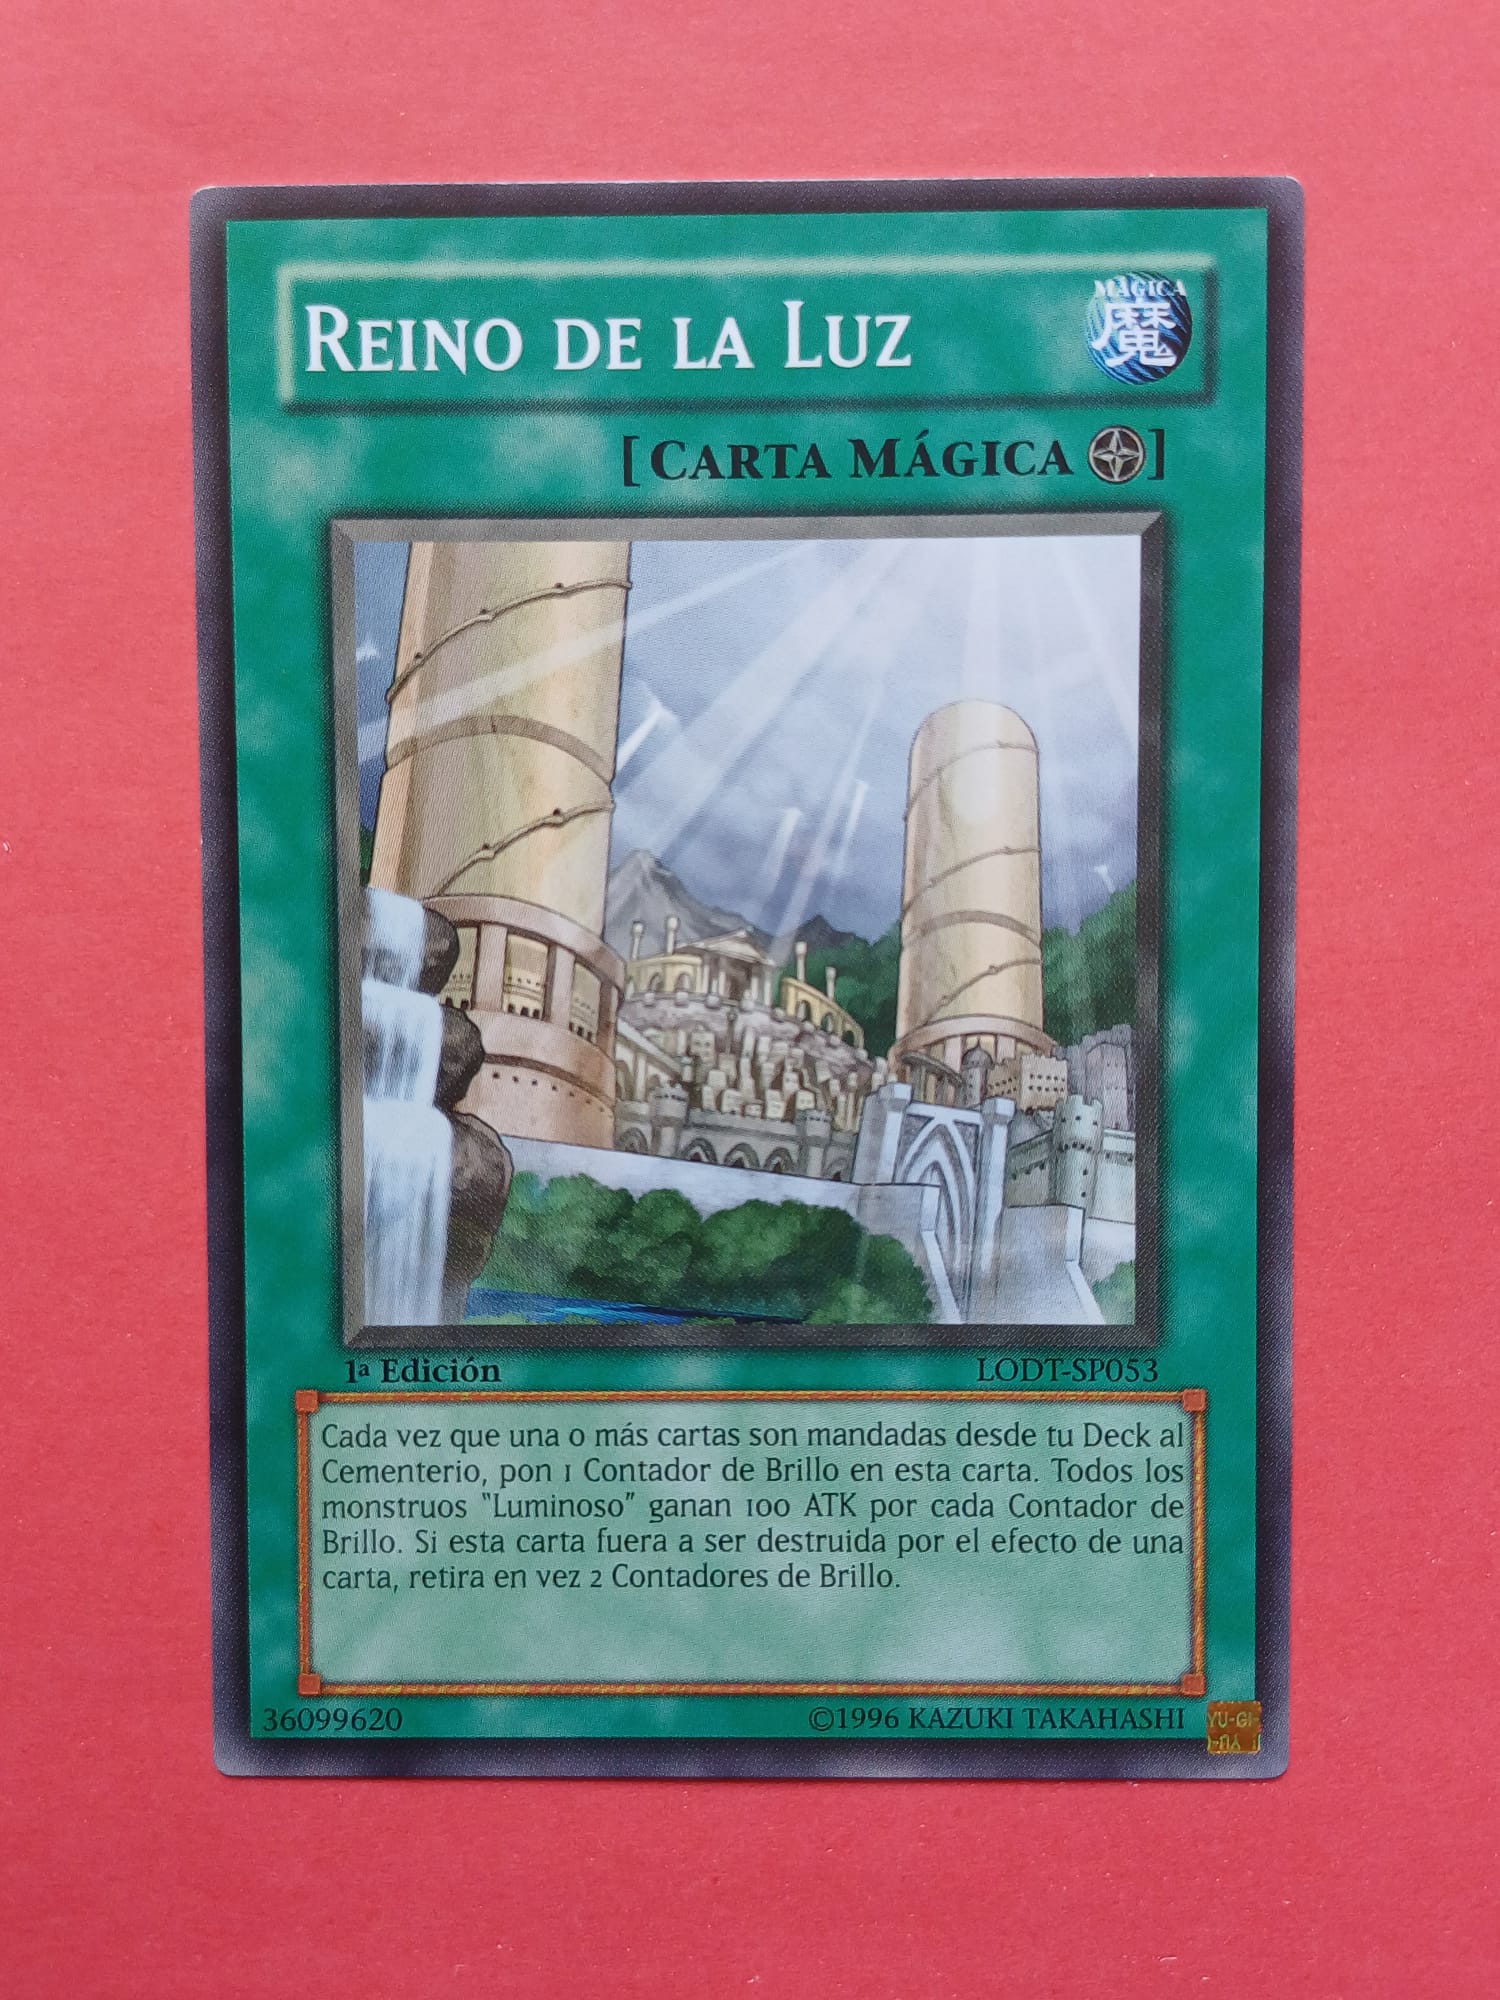 REINO DE LA LUZ
MÁGICA
魔
[CARTA MÁGICA]
1ª Edición
LODT-SP053
Cada vez que una o más cartas son mandadas desde tu Deck al
Cementerio, pon 1 Contador de Brillo en esta carta. Todos los
monstruos "Luminoso" ganan 100 ATK por cada Contador de
Brillo. Si esta carta fuera a ser destruida por el efecto de una
carta, retira en vez 2 Contadores de Brillo.
36099620
©1996 KAZUKI TAKAHASHI
YU-GI-